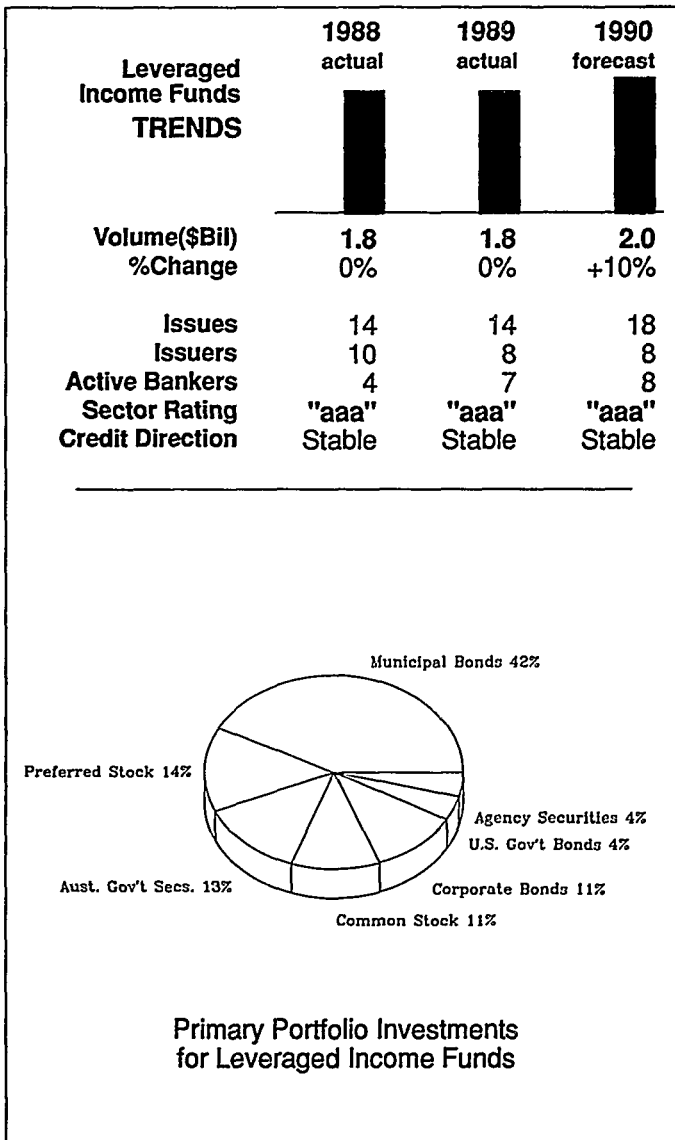 1988 1989 1990
actual actual forecast
Leveraged
Income Funds
TRENDS
Volume($Bil) 1.8 1.8 2.0
%Change 0% 0% +10%
Issues 14 14 18
Issuers 10 8 8
Active Bankers 4 7 8
Sector Rating "aaa" "aaa" "aaa"
Credit Direction Stable Stable Stable
Municipal Bonds 42%
Preferred Stock 14%
Agency Securities 4%
U.S. Gov't Bonds 4%
Aust. Gov't Secs. 13%
Corporate Bonds 11%
Common Stock 11%
Primary Portfolio Investments
for Leveraged Income Funds